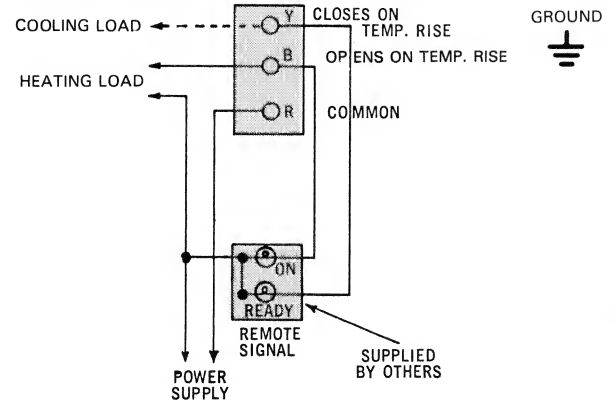 COOLING LOAD
Y
CLOSES ON
TEMP. RISE
GROUND
B
OPENS ON TEMP. RISE
HEATING LOAD
R
COMMON
ON
READY
REMOTE
SIGNAL
SUPPLIED
BY OTHERS
POWER
SUPPLY